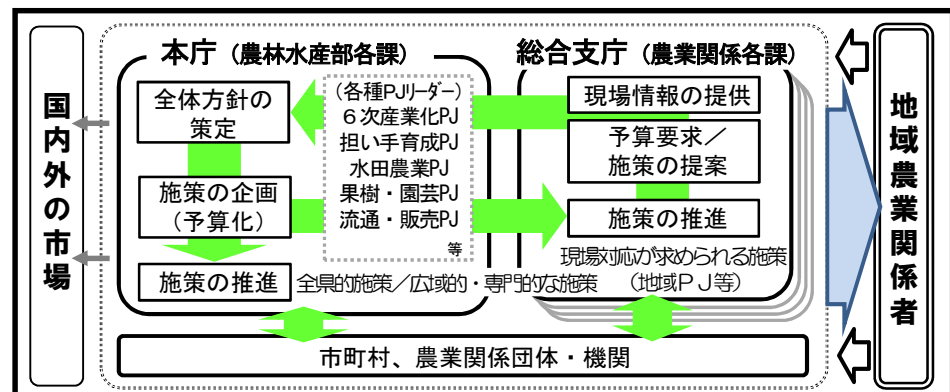 国内外の市場
本庁（農林水産部各課）
全体方針の
策定
施策の企画
（予算化）
施策の推進
（各種PJリーダー）
６次産業化PJ
担い手育成PJ
水田農業PJ
果樹・園芸PJ
流通・販売PJ
等
全県的施策／広域的・専門的な施策
総合支庁（農業関係各課）
現場情報の提供
予算要求／
施策の提案
施策の推進
現場対応が求められる施策
（地域ＰＪ等）
市町村、農業関係団体・機関
地域農業関係者